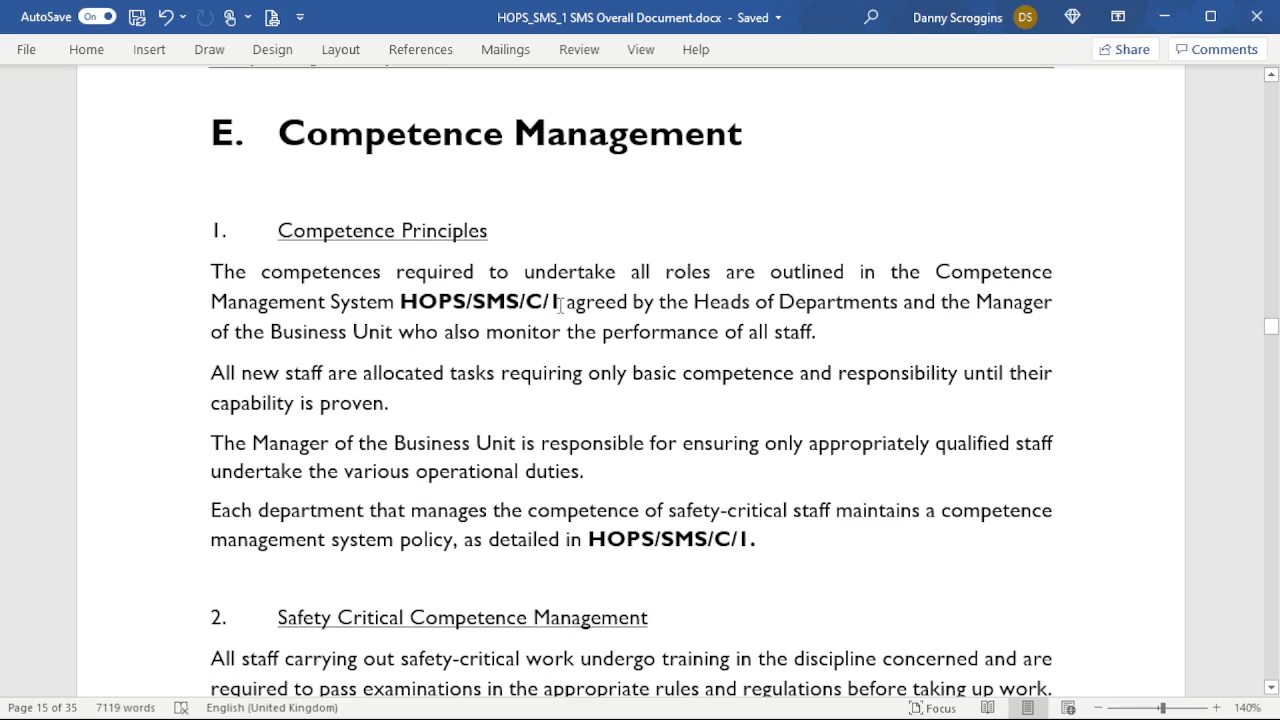 AutoSave On HOPS_SMS_1 SMS Overall Document.docx - Saved Danny Scroggins DS
File Home Insert Draw Design Layout References Mailings Review View Help Share Comments
E. Competence Management
1. Competence Principles
The competences required to undertake all roles are outlined in the Competence
Management System HOPS/SMS/C/1 agreed by the Heads of Departments and the Manager
of the Business Unit who also monitor the performance of all staff.
All new staff are allocated tasks requiring only basic competence and responsibility until their
capability is proven.
The Manager of the Business Unit is responsible for ensuring only appropriately qualified staff
undertake the various operational duties.
Each department that manages the competence of safety-critical staff maintains a competence
management system policy, as detailed in HOPS/SMS/C/1.
2. Safety Critical Competence Management
All staff carrying out safety-critical work undergo training in the discipline concerned and are
required to pass examinations in the appropriate rules and regulations before taking up work.
Page 15 of 35 7119 words English (United Kingdom) Focus 140%